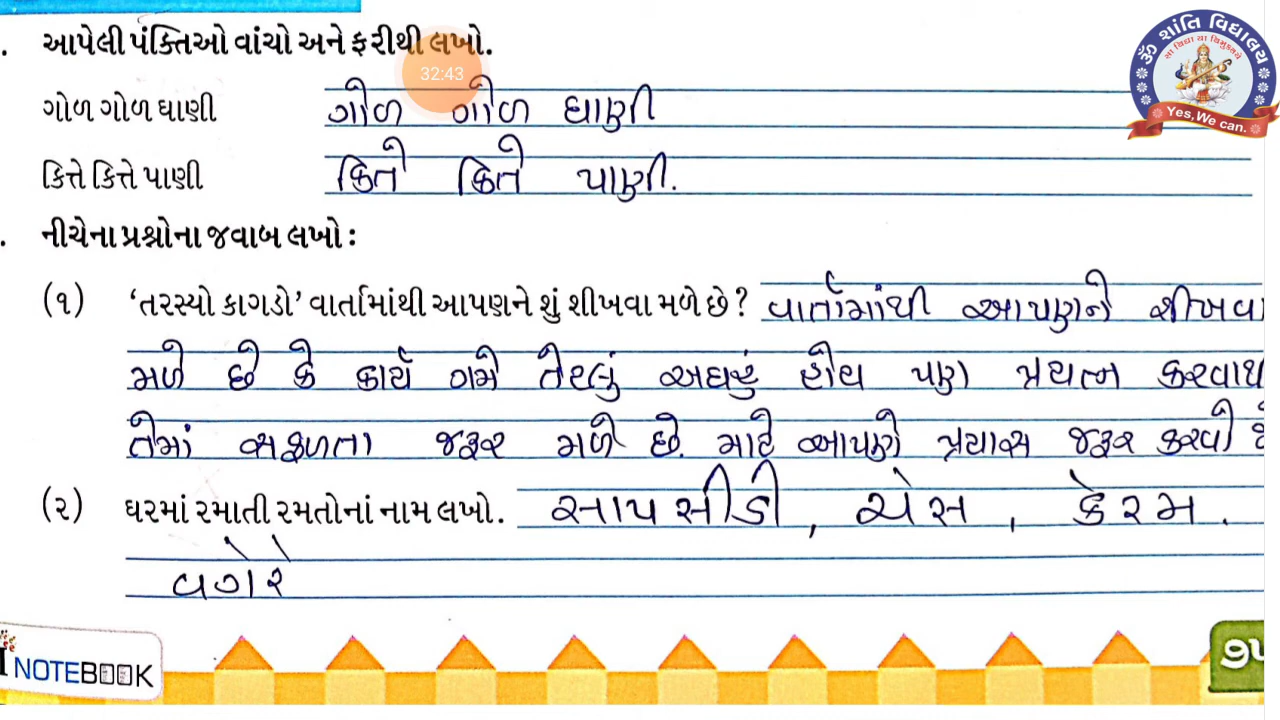 . આપેલી પંક્તિઓ વાંચો અને ફરીથી લખો.
32:43
ૐ શાંતિ વિદ્યાલય
सा विद्या या विमुक्तये
Yes, We can.
ગોળ ગોળ ઘાણી ગોળ ગોળ ઘાણી
કિત્તે કિત્તે પાણી કિતે કિતે પાણી.
. નીચેના પ્રશ્નોના જવાબ લખો :
(૧) ‘તરસ્યો કાગડો’ વાર્તામાંથી આપણને શું શીખવા મળે છે ? વાર્તામાંથી આપણને શીખવા
મળે છે કે કાર્ય ગમે તેટલું અઘરું હોય પણ પ્રયત્ન કરવાથ
તેમાં સફળતા જરૂર મળે છે. માટે આપણે પ્રયાસ જરૂર કરવો
(૨) ઘરમાં રમાતી રમતોનાં નામ લખો. સાપસીડી, ચેસ, કેરમ.
વગેરે
NOTEBOOK
૭૫